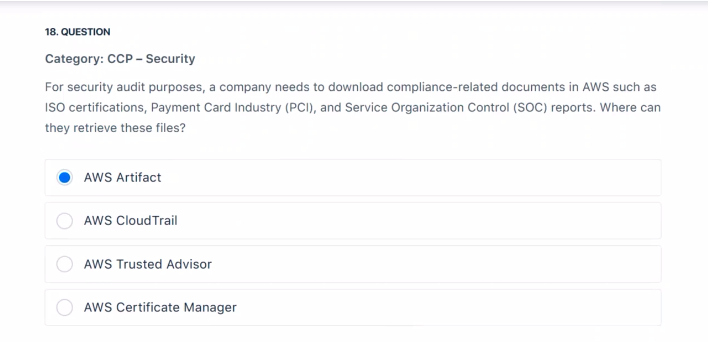 18. QUESTION
Category: CCP – Security
For security audit purposes, a company needs to download compliance-related documents in AWS such as
ISO certifications, Payment Card Industry (PCI), and Service Organization Control (SOC) reports. Where can
they retrieve these files?
AWS Artifact
AWS CloudTrail
AWS Trusted Advisor
AWS Certificate Manager